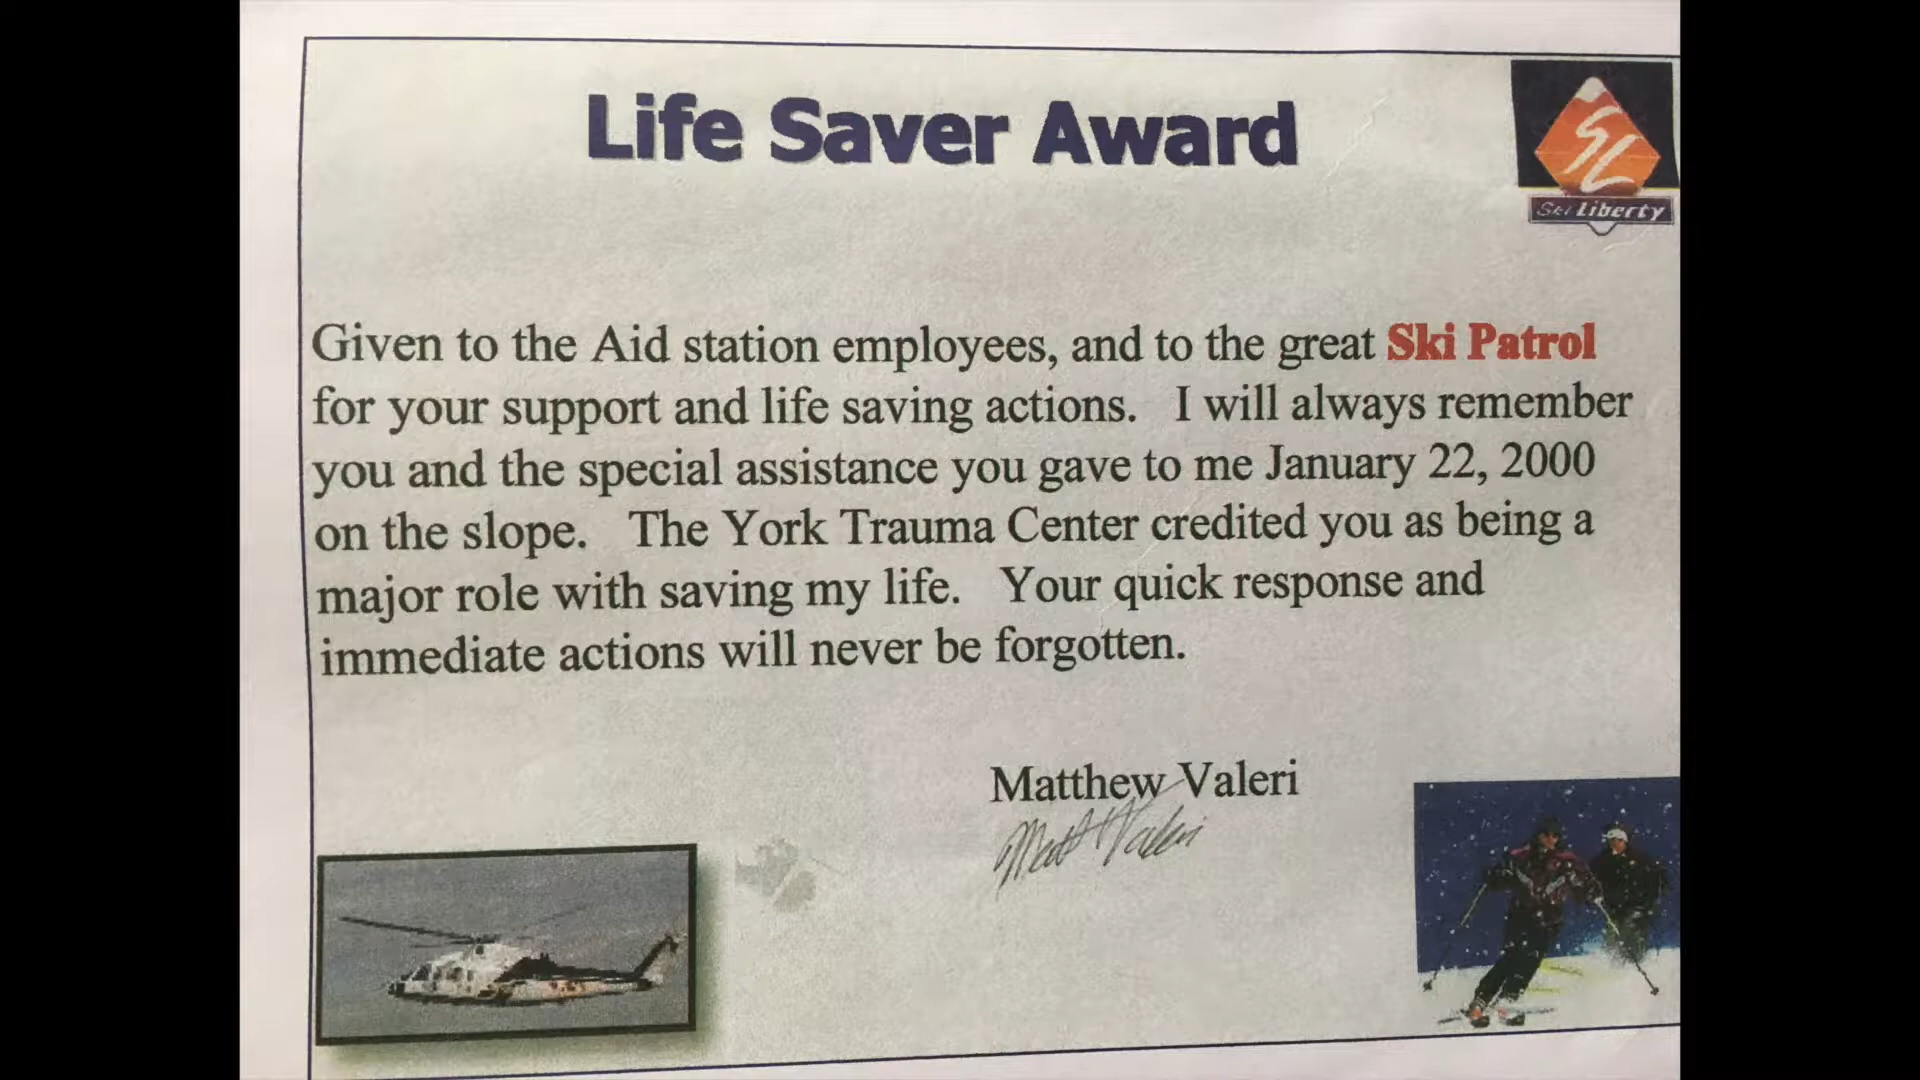 Life Saver Award
SL
Ski Liberty
Given to the Aid station employees, and to the great Ski Patrol
for your support and life saving actions. I will always remember
you and the special assistance you gave to me January 22, 2000
on the slope. The York Trauma Center credited you as being a
major role with saving my life. Your quick response and
immediate actions will never be forgotten.
Matthew Valeri
Matt Valeri